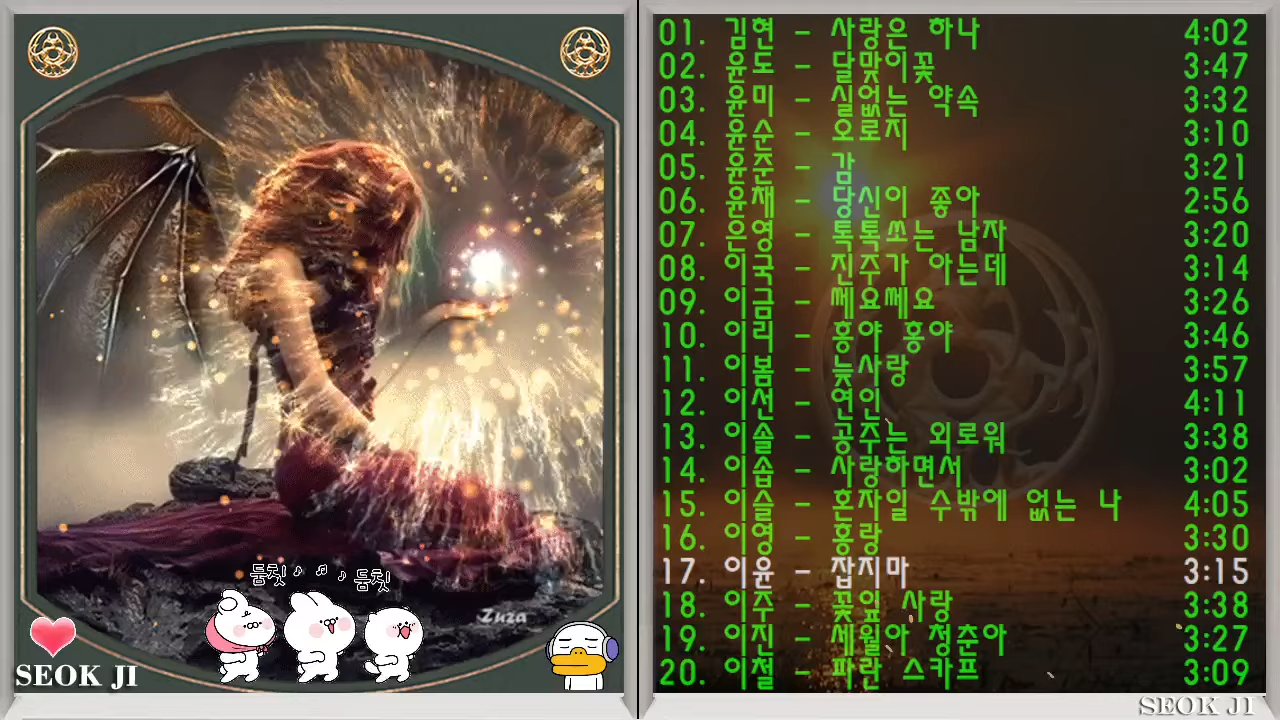 둠칫 ♪ ♬ ♪ 둠칫
Zuza
SEOK JI
01. 김현 - 사랑은 하나 4:02
02. 윤도 - 달맞이꽃 3:47
03. 윤미 - 실없는 약속 3:32
04. 윤순 - 오로지 3:10
05. 윤준 - 감 3:21
06. 윤채 - 당신이 좋아 2:56
07. 은영 - 톡톡쏘는 남자 3:20
08. 이국 - 진주가 아는데 3:14
09. 이금 - 쎄요쎄요 3:26
10. 이리 - 홍야 홍야 3:46
11. 이봄 - 늦사랑 3:57
12. 이션 - 연인 4:11
13. 이솔 - 공주는 외로워 3:38
14. 이솝 - 사랑하면서 3:02
15. 이슬 - 혼자일 수밖에 없는 나 4:05
16. 이영 - 홍랑 3:30
17. 이윤 - 잡지마 3:15
18. 이주 - 꽃잎 사랑 3:38
19. 이진 - 세월아 청춘아 3:27
20. 이철 - 파란 스카프 3:09
SEOK JI